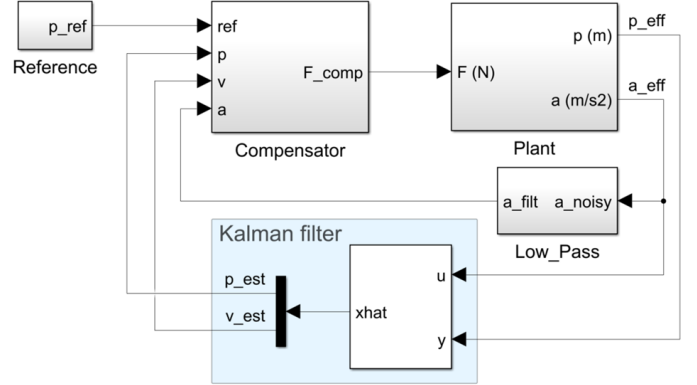 p_ref
Reference
ref
p
v
a
F_comp
Compensator
F (N)
p (m)
a (m/s2)
Plant
p_eff
a_eff
a_filt a_noisy
Low_Pass
Kalman filter
p_est
v_est
xhat
u
y